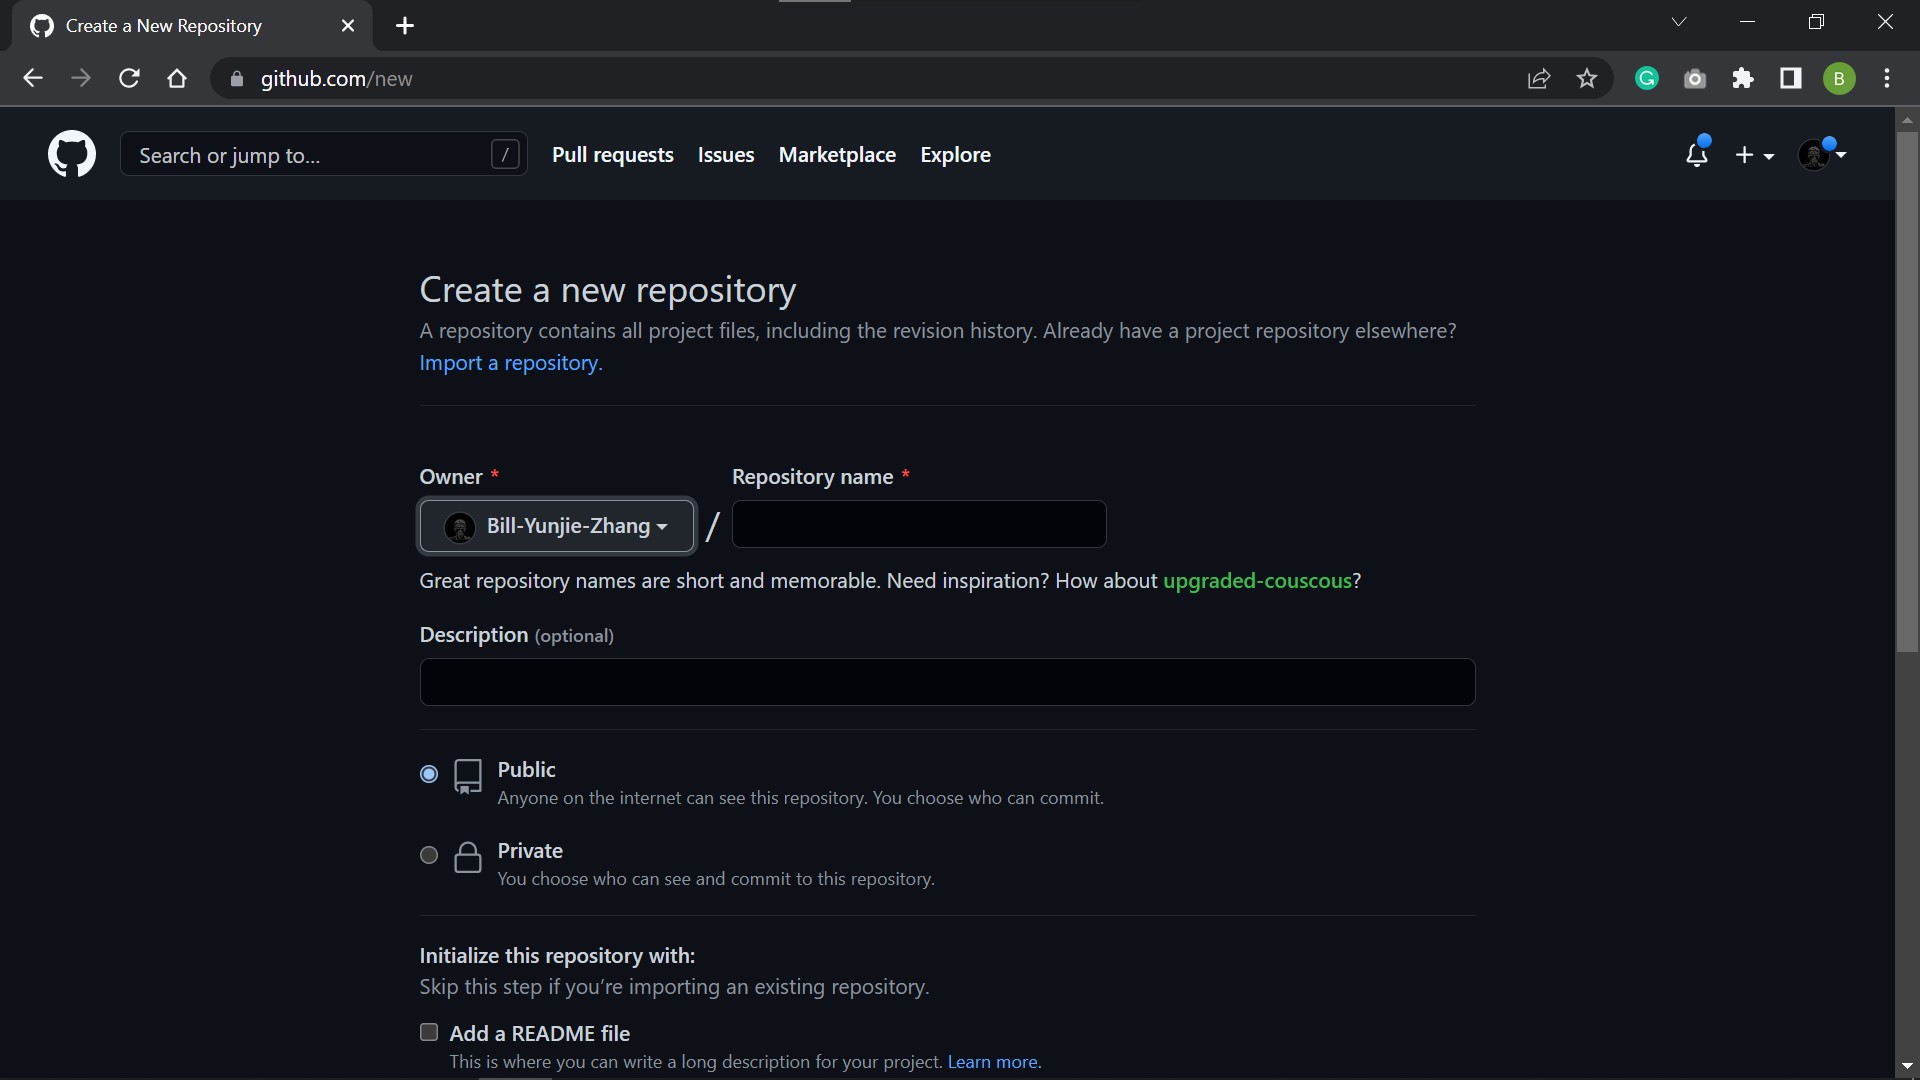 Create a New Repository
github.com/new
B
Search or jump to... /
Pull requests Issues Marketplace Explore
Create a new repository
A repository contains all project files, including the revision history. Already have a project repository elsewhere?
Import a repository.
Owner * Repository name *
Bill-Yunjie-Zhang /
Great repository names are short and memorable. Need inspiration? How about upgraded-couscous?
Description (optional)
Public
Anyone on the internet can see this repository. You choose who can commit.
Private
You choose who can see and commit to this repository.
Initialize this repository with:
Skip this step if you’re importing an existing repository.
Add a README file
This is where you can write a long description for your project. Learn more.